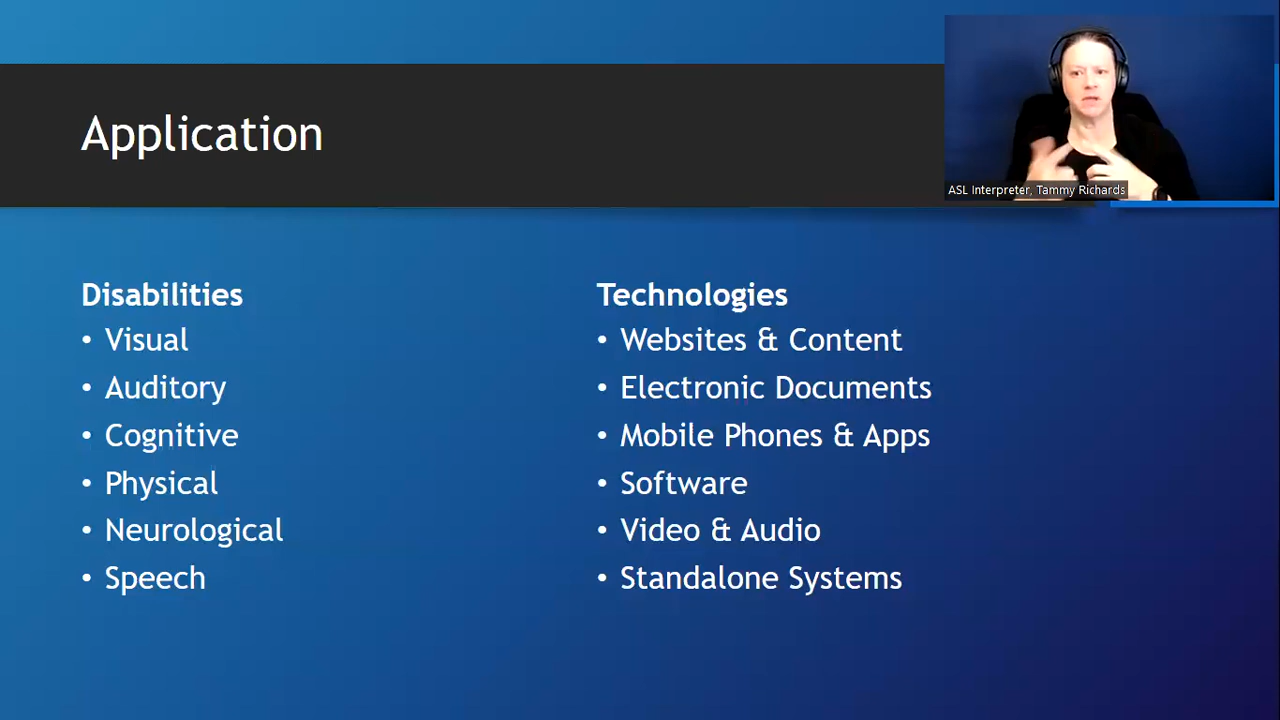 Application
ASL Interpreter, Tammy Richards
Disabilities
• Visual
• Auditory
• Cognitive
• Physical
• Neurological
• Speech
Technologies
• Websites & Content
• Electronic Documents
• Mobile Phones & Apps
• Software
• Video & Audio
• Standalone Systems